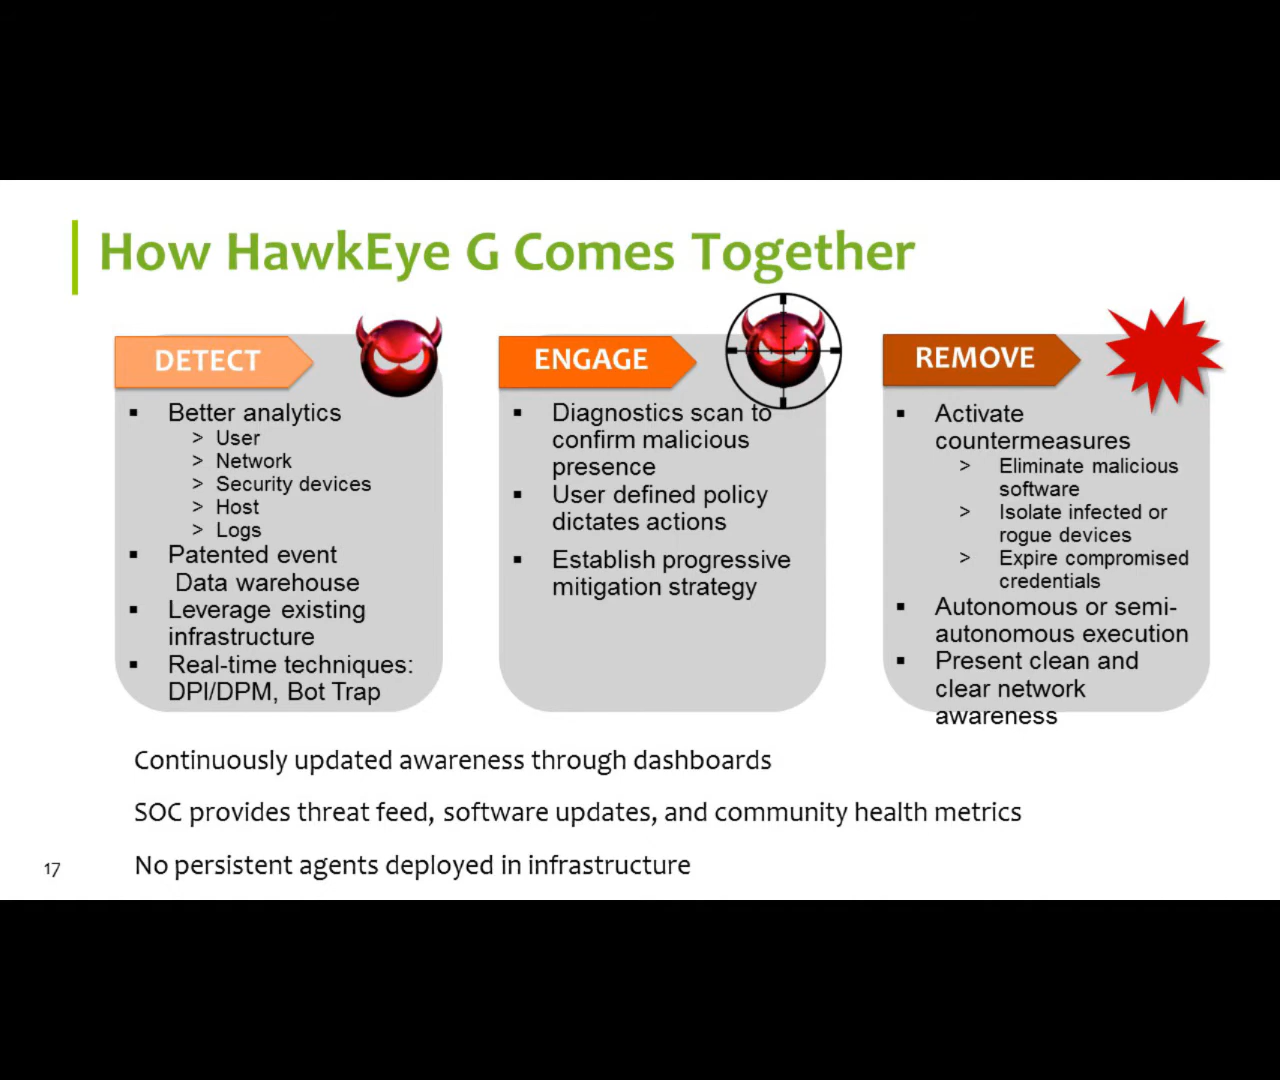 How HawkEye G Comes Together
DETECT
▪ Better analytics
> User
> Network
> Security devices
> Host
> Logs
▪ Patented event
Data warehouse
▪ Leverage existing
infrastructure
▪ Real-time techniques:
DPI/DPM, Bot Trap
ENGAGE
▪ Diagnostics scan to
confirm malicious
presence
▪ User defined policy
dictates actions
▪ Establish progressive
mitigation strategy
REMOVE
▪ Activate
countermeasures
> Eliminate malicious
software
> Isolate infected or
rogue devices
> Expire compromised
credentials
▪ Autonomous or semi-
autonomous execution
▪ Present clean and
clear network
awareness
Continuously updated awareness through dashboards
SOC provides threat feed, software updates, and community health metrics
No persistent agents deployed in infrastructure
17